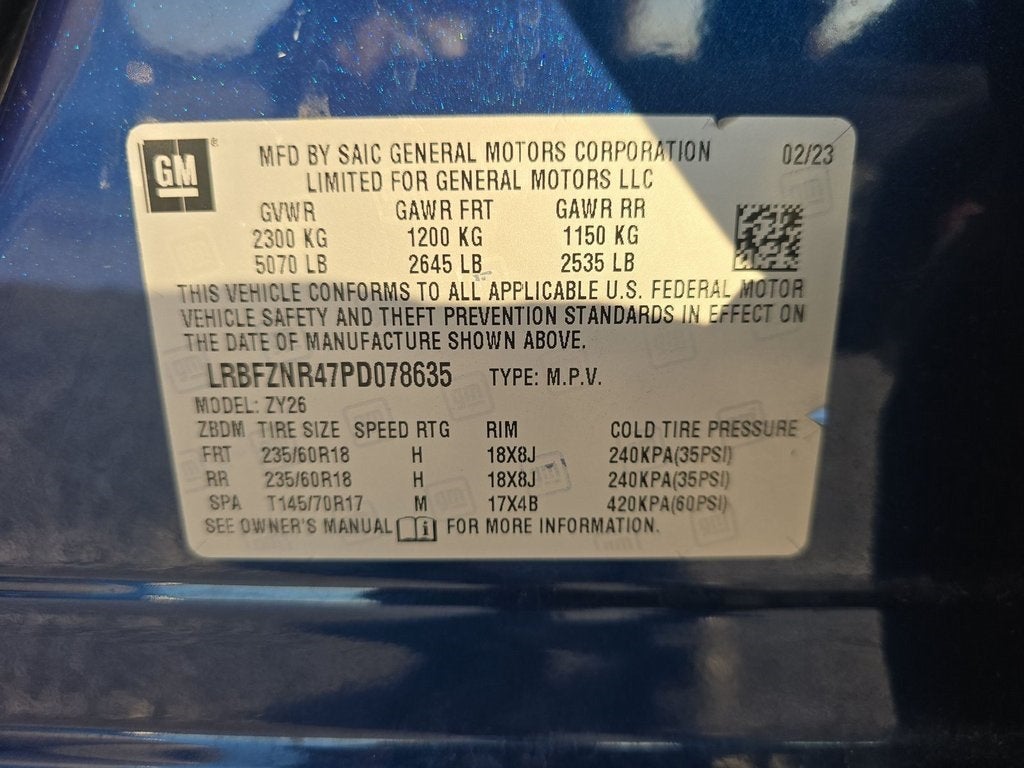 GM
MFD BY SAIC GENERAL MOTORS CORPORATION 02/23
LIMITED FOR GENERAL MOTORS LLC
GVWR GAWR FRT GAWR RR
2300 KG 1200 KG 1150 KG
5070 LB 2645 LB 2535 LB
THIS VEHICLE CONFORMS TO ALL APPLICABLE U.S. FEDERAL MOTOR
VEHICLE SAFETY AND THEFT PREVENTION STANDARDS IN EFFECT ON
THE DATE OF MANUFACTURE SHOWN ABOVE.
LRBFZNR47PD078635 TYPE: M.P.V.
MODEL: ZY26
ZBDM TIRE SIZE SPEED RTG RIM COLD TIRE PRESSURE
FRT 235/60R18 H 18X8J 240KPA(35PSI)
RR 235/60R18 H 18X8J 240KPA(35PSI)
SPA T145/70R17 M 17X4B 420KPA(60PSI)
SEE OWNER'S MANUAL FOR MORE INFORMATION.